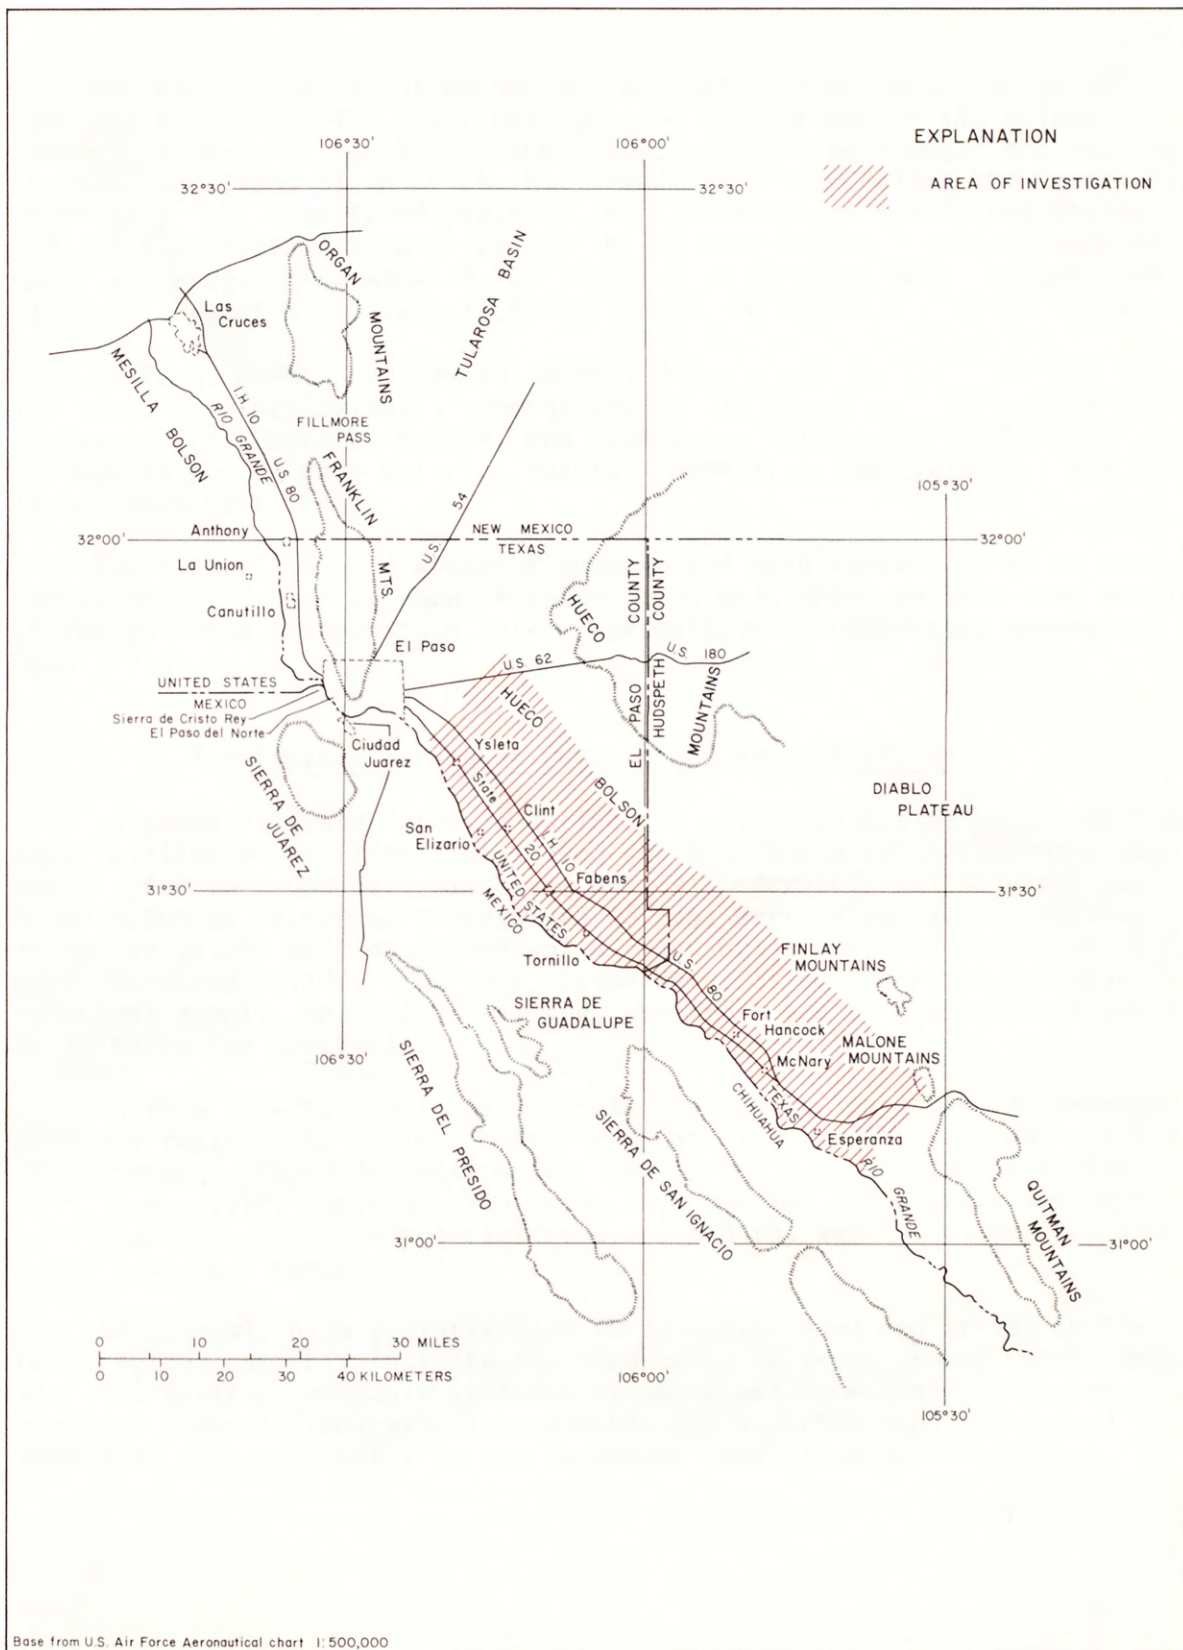 EXPLANATION
AREA OF INVESTIGATION
106°30'
106°00'
32°30'
32°30'
ORGAN
MOUNTAINS
TULAROSA BASIN
Las
Cruces
MESILLA
BOLSON
RIO GRANDE
I H 10
U.S 80
FILLMORE
PASS
FRANKLIN
MTS.
U.S. 54
105°30'
Anthony
32°00'
NEW MEXICO
TEXAS
32°00'
La Union
Canutillo
HUECO
MOUNTAINS
EL PASO COUNTY
HUDSPETH COUNTY
El Paso
U.S. 62
U.S. 180
UNITED STATES
MEXICO
Sierra de Cristo Rey
El Paso del Norte
HUECO
BOLSON
Ciudad
Juarez
SIERRA DE
JUAREZ
Ysleta
State 20
Clint
I.H. 10
San
Elizario
DIABLO
PLATEAU
31°30'
UNITED STATES
MEXICO
Fabens
31°30'
Tornillo
U.S. 80
FINLAY
MOUNTAINS
SIERRA DE
GUADALUPE
Fort
Hancock
MALONE
MOUNTAINS
106°30'
SIERRA DEL PRESIDO
McNary
TEXAS
CHIHUAHUA
SIERRA DE SAN IGNACIO
Esperanza
RIO GRANDE
QUITMAN
MOUNTAINS
31°00'
31°00'
0 10 20 30 MILES
0 10 20 30 40 KILOMETERS
106°00'
105°30'
Base from U.S. Air Force Aeronautical chart 1:500,000